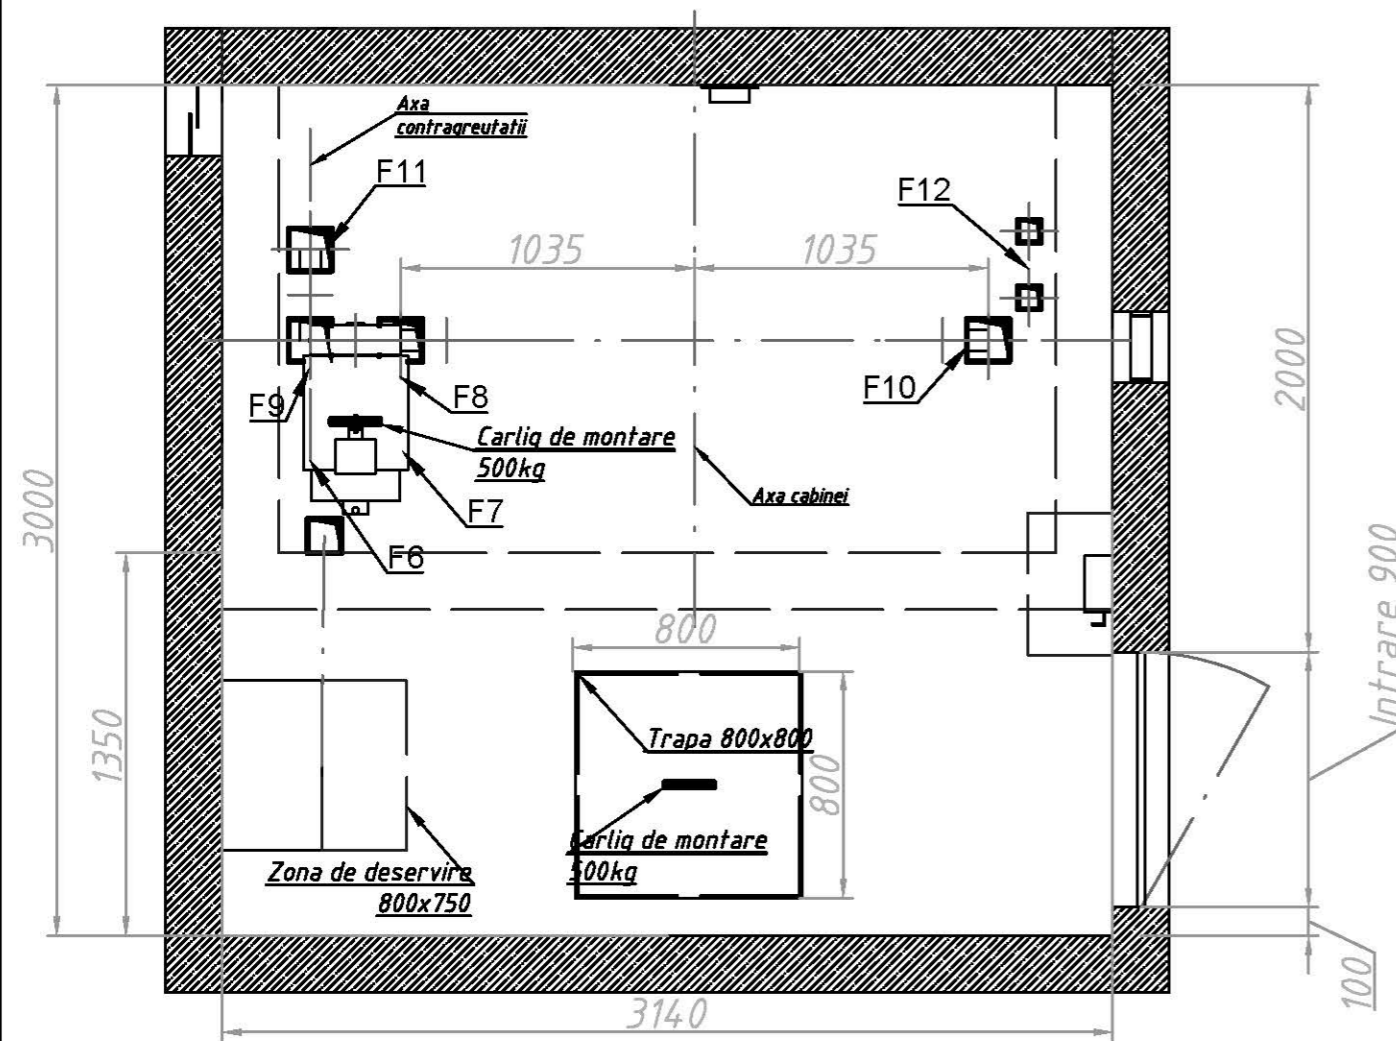 Axa
contragreutatii
F11
F12
1035
1035
2000
F10
F9
F8
Carlig de montare
500kg
3000
Axa cabinei
F7
F6
Intrare 900
800
1350
Trapa 800x800
800
Carlig de montare
500kg
Zona de deservire
800x750
100
3140